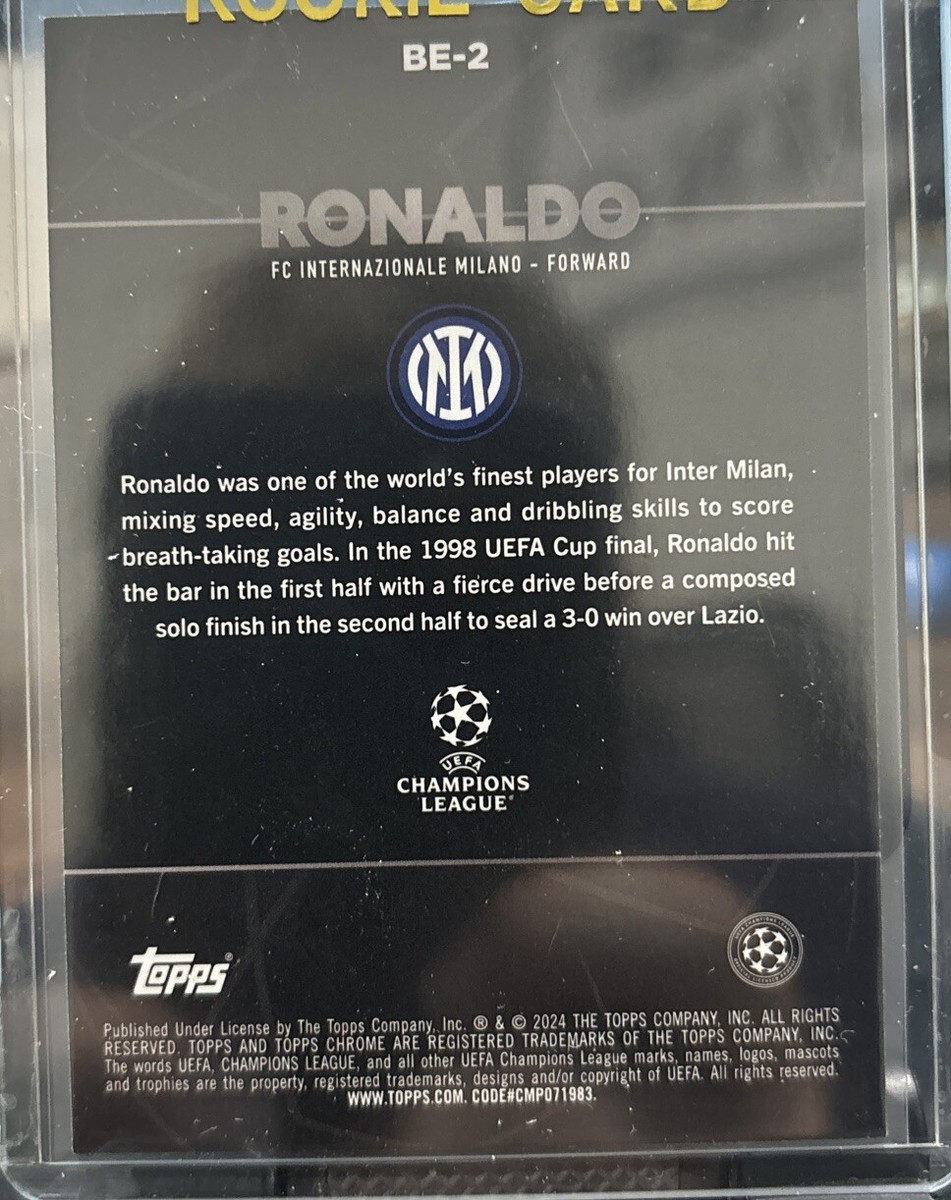 ROOKIE CARD
BE-2
RONALDO
FC INTERNAZIONALE MILANO - FORWARD
Ronaldo was one of the world's finest players for Inter Milan,
mixing speed, agility, balance and dribbling skills to score
breath-taking goals. In the 1998 UEFA Cup final, Ronaldo hit
the bar in the first half with a fierce drive before a composed
solo finish in the second half to seal a 3-0 win over Lazio.
UEFA
CHAMPIONS
LEAGUE®
Topps®
Published Under License by The Topps Company, Inc. ® & © 2024 THE TOPPS COMPANY, INC. ALL RIGHTS
RESERVED. TOPPS AND TOPPS CHROME ARE REGISTERED TRADEMARKS OF THE TOPPS COMPANY, INC.
The words UEFA, CHAMPIONS LEAGUE, and all other UEFA Champions League marks, names, logos, mascots
and trophies are the property, registered trademarks, designs and/or copyright of UEFA. All rights reserved.
WWW.TOPPS.COM. CODE#CMP071983.